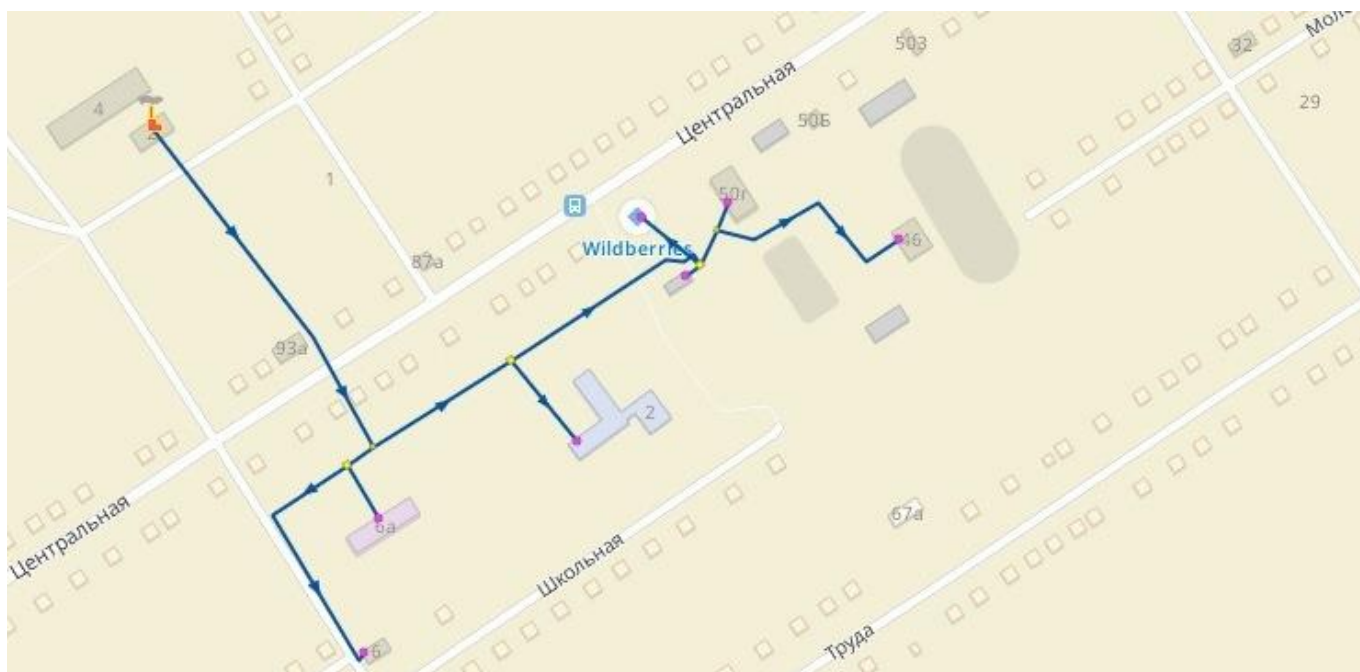 503
32
Моло
4
29
Центральная
50Б
1
50г
Wildberries
46
87а
93а
2
67а
6а
Центральная
Школьная
6
Труда